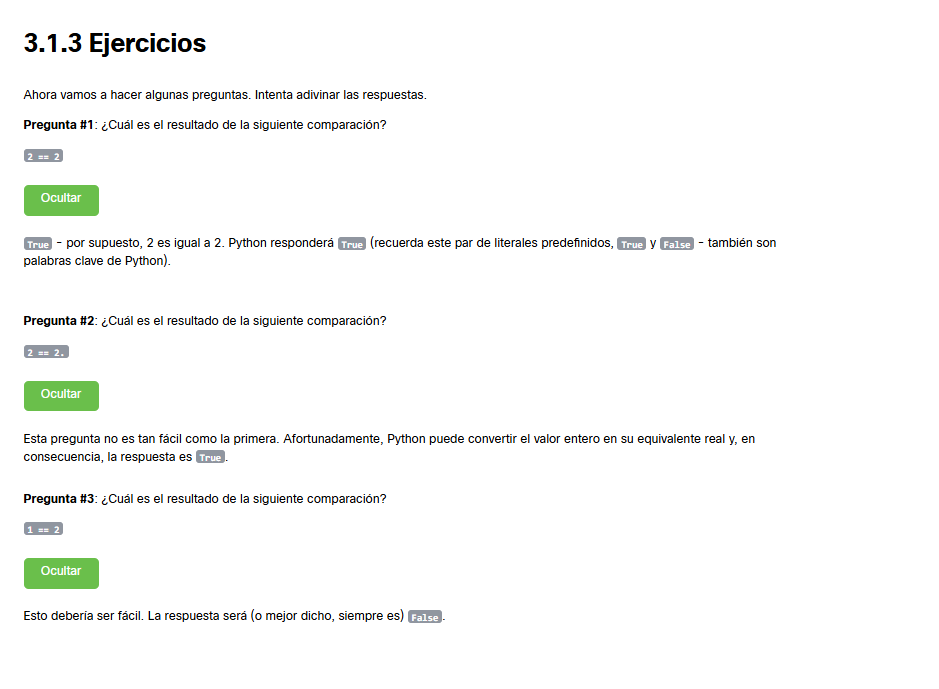 3.1.3 Ejercicios
Ahora vamos a hacer algunas preguntas. Intenta adivinar las respuestas.
Pregunta #1: ¿Cuál es el resultado de la siguiente comparación?
2 == 2
Ocultar
True - por supuesto, 2 es igual a 2. Python responderá True (recuerda este par de literales predefinidos, True y False - también son
palabras clave de Python).
Pregunta #2: ¿Cuál es el resultado de la siguiente comparación?
2 == 2.
Ocultar
Esta pregunta no es tan fácil como la primera. Afortunadamente, Python puede convertir el valor entero en su equivalente real y, en
consecuencia, la respuesta es True.
Pregunta #3: ¿Cuál es el resultado de la siguiente comparación?
1 == 2
Ocultar
Esto debería ser fácil. La respuesta será (o mejor dicho, siempre es) False.